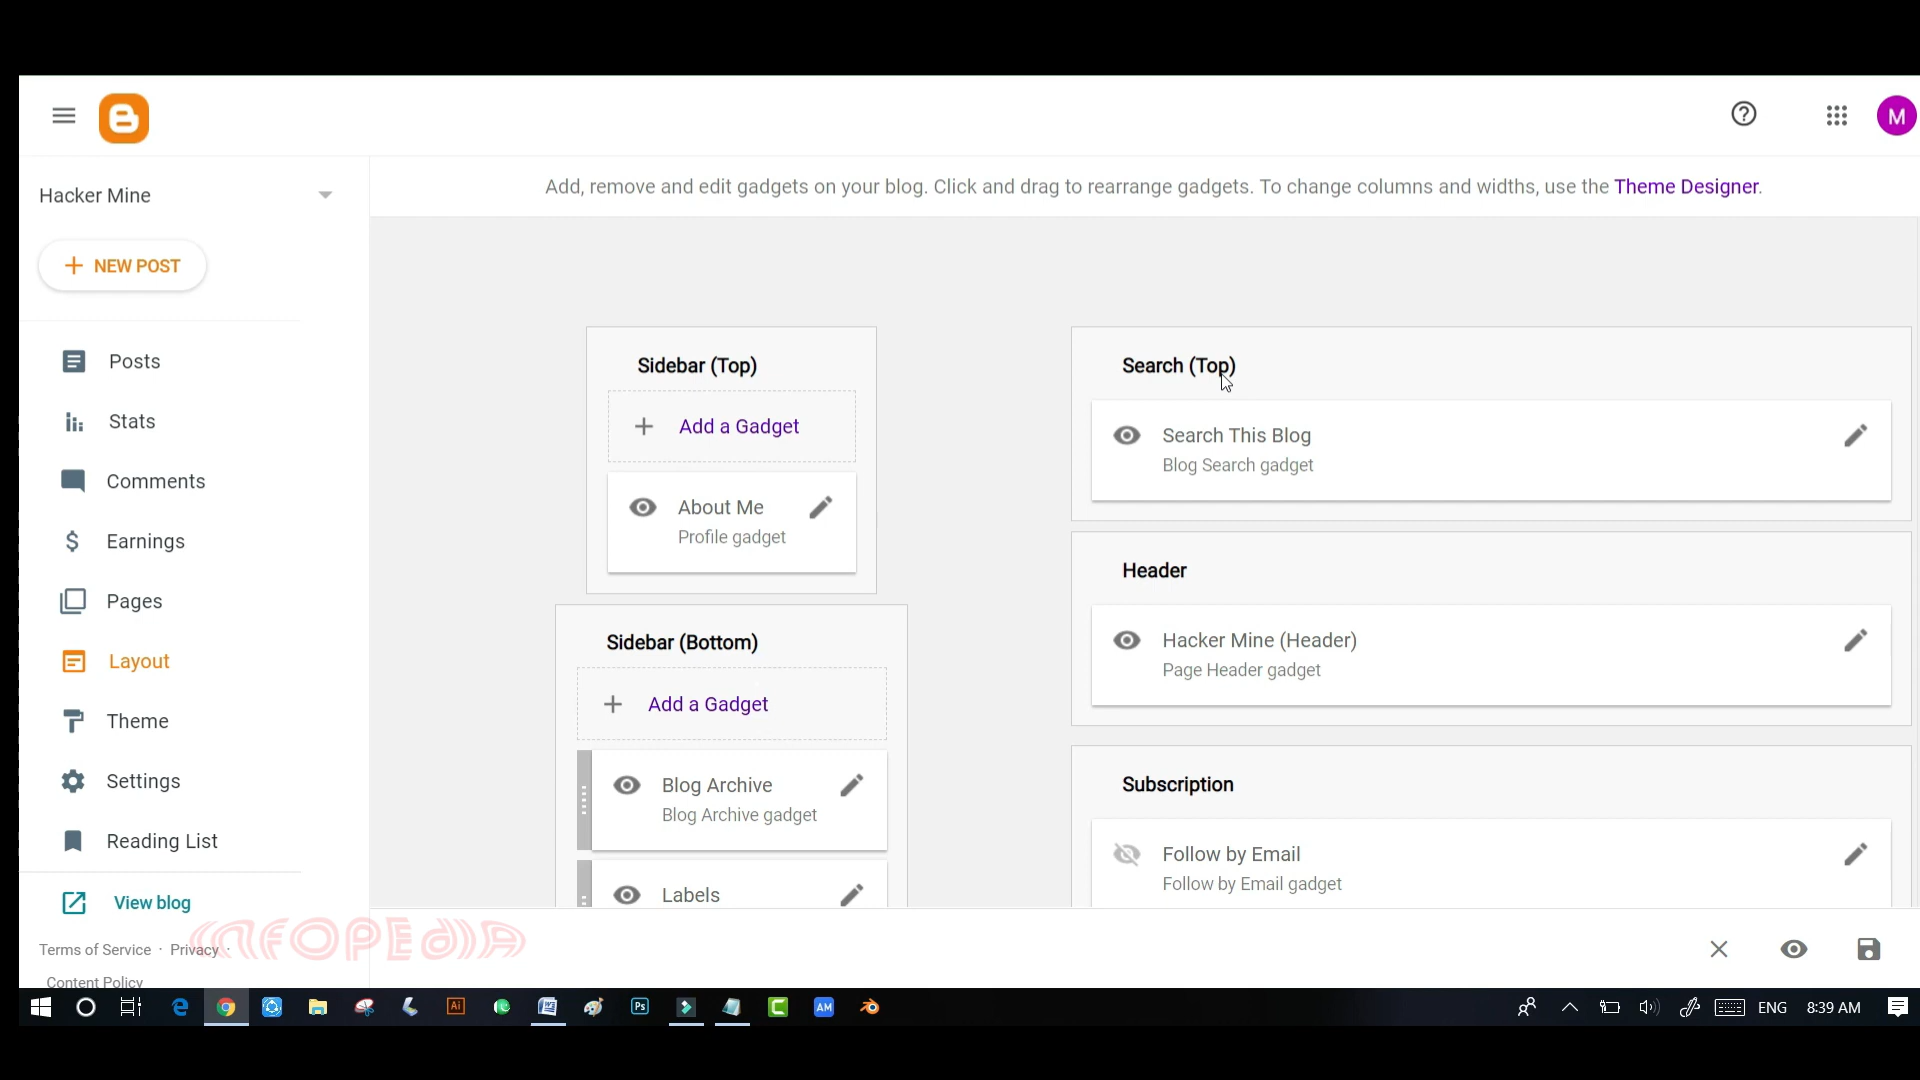 B
M
Hacker Mine
Add, remove and edit gadgets on your blog. Click and drag to rearrange gadgets. To change columns and widths, use the Theme Designer.
+ NEW POST
Posts
Stats
Comments
Earnings
Pages
Layout
Theme
Settings
Reading List
View blog
Terms of Service · Privacy ·
Content Policy
INFOPEDIA
Sidebar (Top)
+ Add a Gadget
About Me
Profile gadget
Sidebar (Bottom)
+ Add a Gadget
Blog Archive
Blog Archive gadget
Labels
Search (Top)
Search This Blog
Blog Search gadget
Header
Hacker Mine (Header)
Page Header gadget
Subscription
Follow by Email
Follow by Email gadget
Ai
Ps
C
AM
ENG
8:39 AM